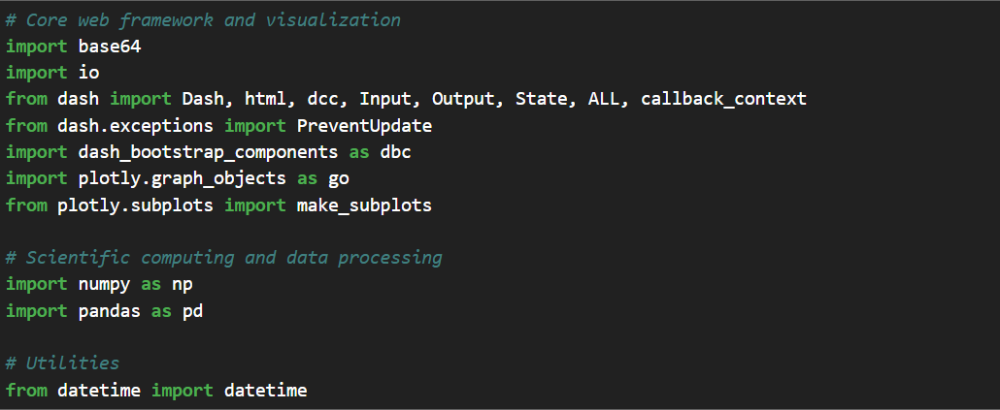 # Core web framework and visualization
import base64
import io
from dash import Dash, html, dcc, Input, Output, State, ALL, callback_context
from dash.exceptions import PreventUpdate
import dash_bootstrap_components as dbc
import plotly.graph_objects as go
from plotly.subplots import make_subplots

# Scientific computing and data processing
import numpy as np
import pandas as pd

# Utilities
from datetime import datetime